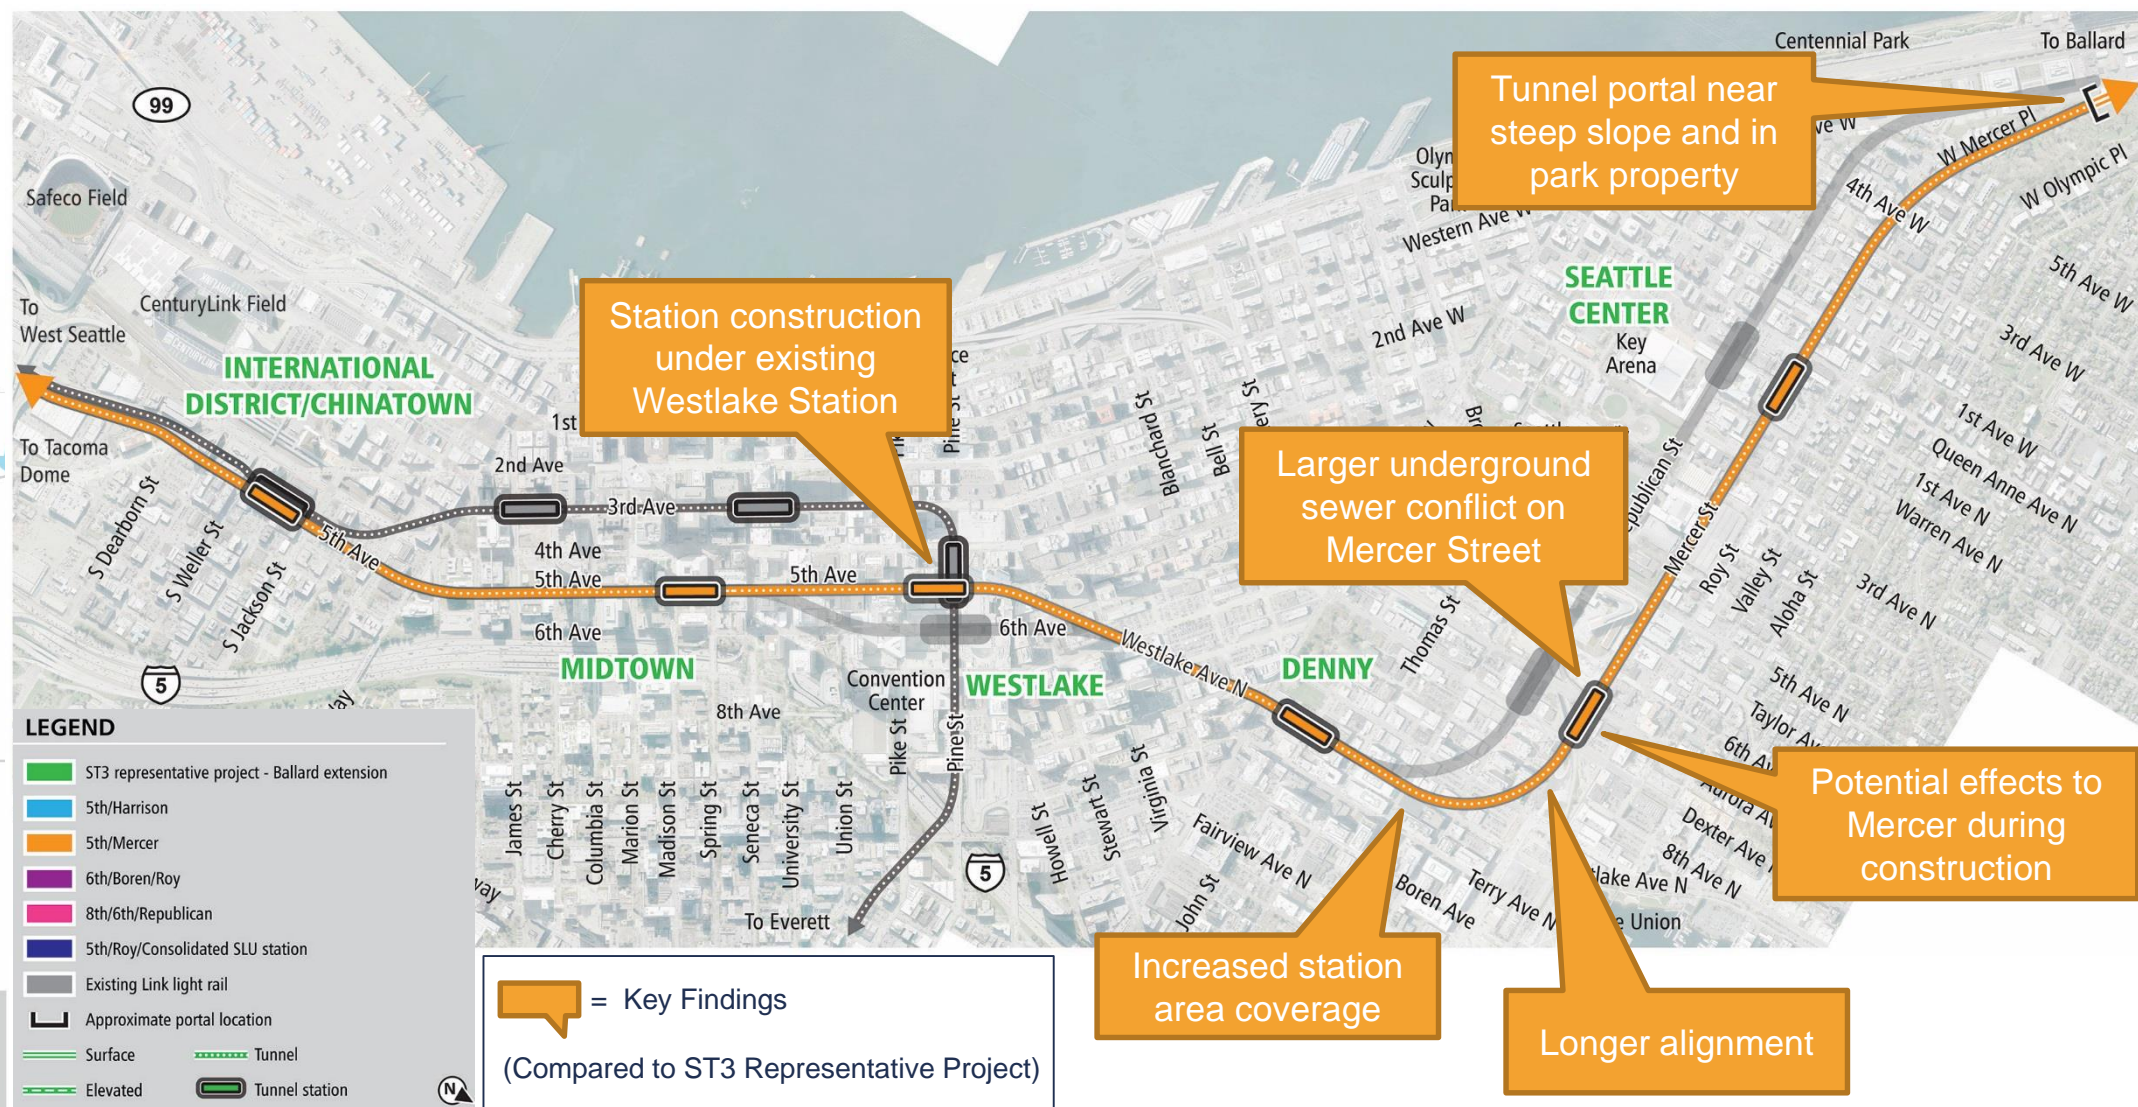 Centennial Park
To Ballard
Tunnel portal near
steep slope and in
park property
99
W Mercer Pl
W Olympic Pl
4th Ave W
Western Ave W
Safeco Field
SEATTLE
CENTER
Key
Arena
5th Ave W
3rd Ave W
2nd Ave W
CenturyLink Field
To
West Seattle
Station construction
under existing
Westlake Station
INTERNATIONAL
DISTRICT/CHINATOWN
1st
Pine St
Blanchard St
Bell St
1st Ave W
Queen Anne Ave N
1st Ave N
Warren Ave N
To Tacoma
Dome
2nd Ave
3rd Ave
Larger underground
sewer conflict on
Mercer Street
Mercer St
Roy St
Valley St
Aloha St
3rd Ave N
S Dearborn St
S Weller St
S Jackson St
5th Ave
4th Ave
5th Ave
5th Ave
6th Ave
6th Ave
Westlake Ave N
Thomas St
MIDTOWN
WESTLAKE
DENNY
Convention
Center
5
8th Ave
Pike St
Pine St
5th Ave N
Taylor Av
6th Av
Aurora Av
Dexter Ave
8th Ave N
Potential effects to
Mercer during
construction
James St
Cherry St
Columbia St
Marion St
Madison St
Spring St
Seneca St
University St
Union St
Howell St
Stewart St
Virginia St
Fairview Ave N
John St
Boren Ave
Terry Ave N
5
To Everett
Increased station
area coverage
Longer alignment
LEGEND
ST3 representative project - Ballard extension
5th/Harrison
5th/Mercer
6th/Boren/Roy
8th/6th/Republican
5th/Roy/Consolidated SLU station
Existing Link light rail
Approximate portal location
Surface
Tunnel
Elevated
Tunnel station
N
= Key Findings
(Compared to ST3 Representative Project)